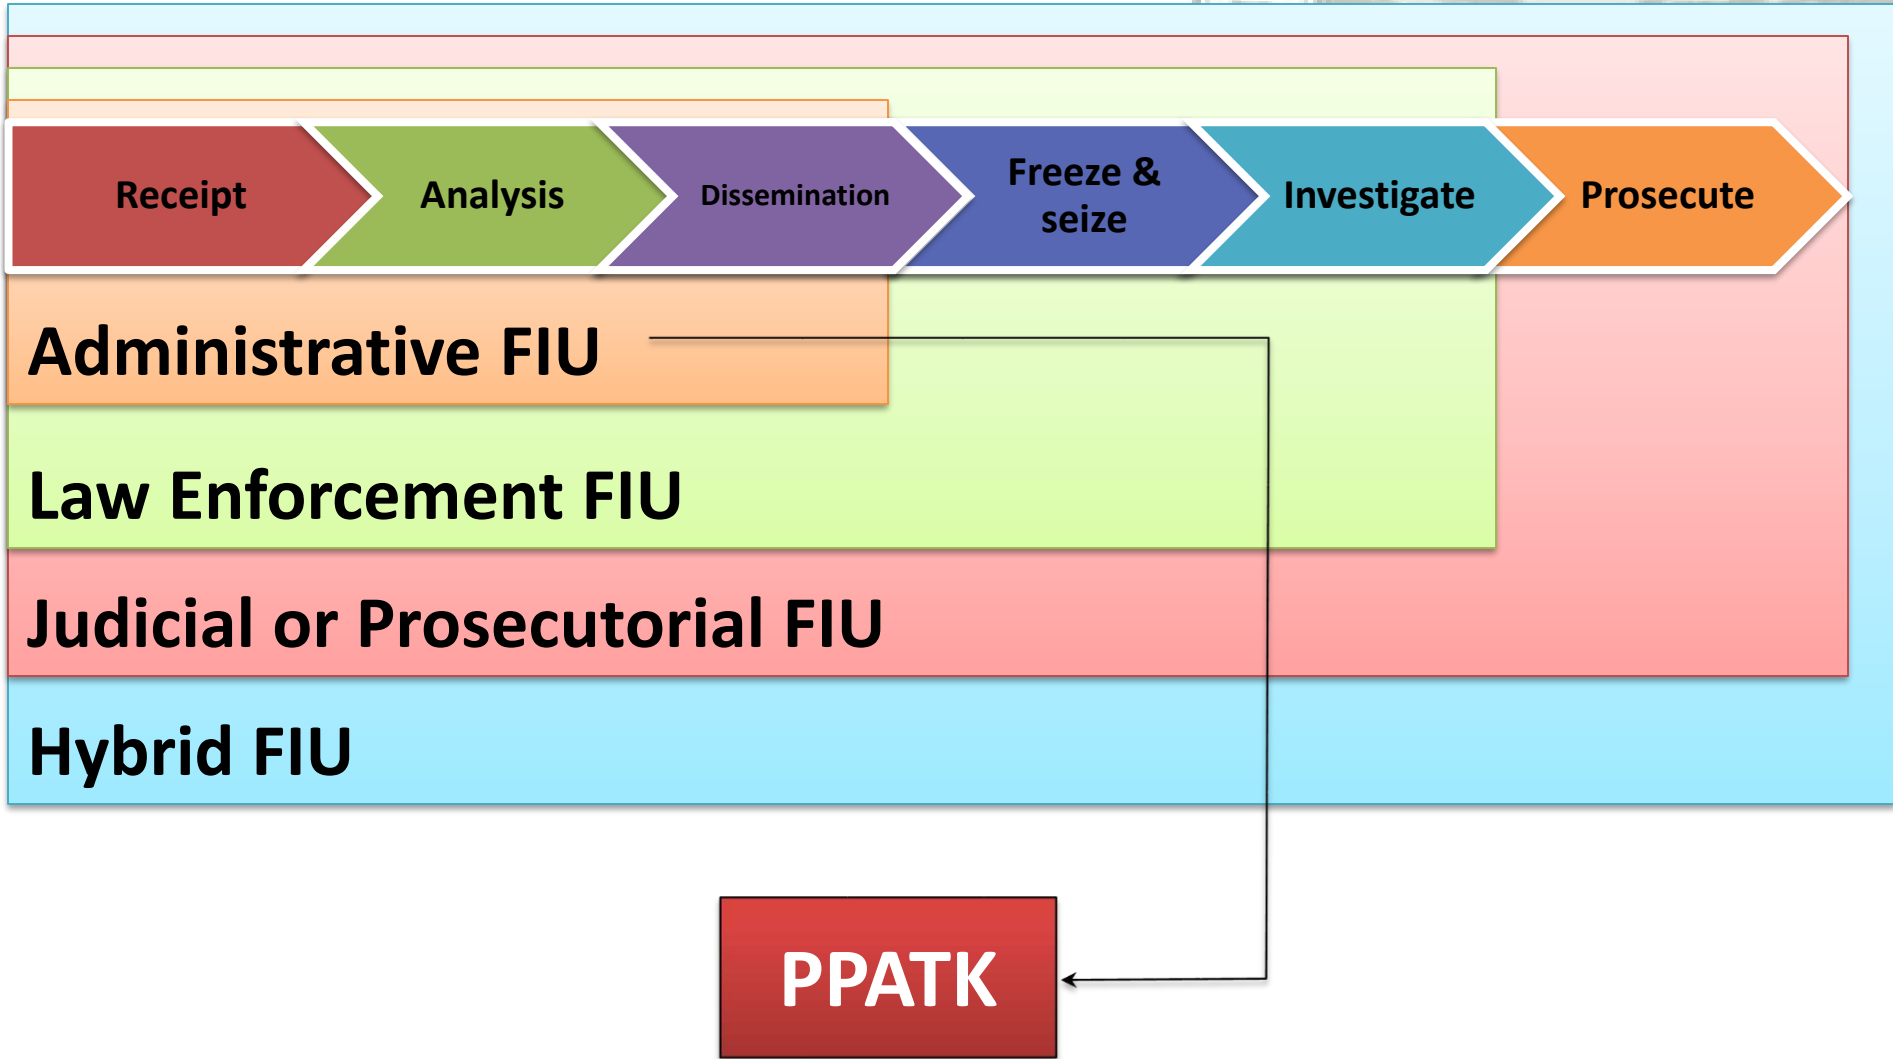 Receipt
Analysis
Dissemination
Freeze &
seize
Investigate
Prosecute
Administrative FIU
Law Enforcement FIU
Judicial or Prosecutorial FIU
Hybrid FIU
PPATK